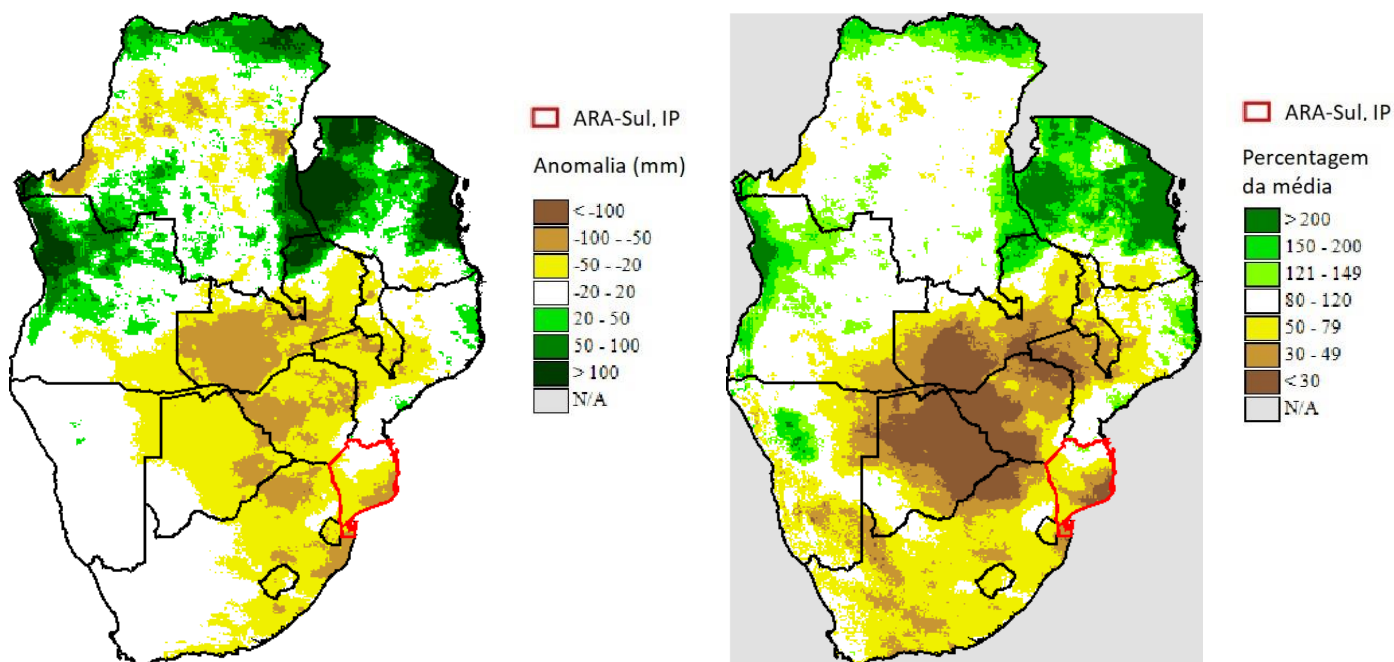 ARA-Sul, IP
Anomalia (mm)
< -100
-100 - -50
-50 - -20
-20 - 20
20 - 50
50 - 100
> 100
N/A
ARA-Sul, IP
Percentagem
da média
> 200
150 - 200
121 - 149
80 - 120
50 - 79
30 - 49
< 30
N/A